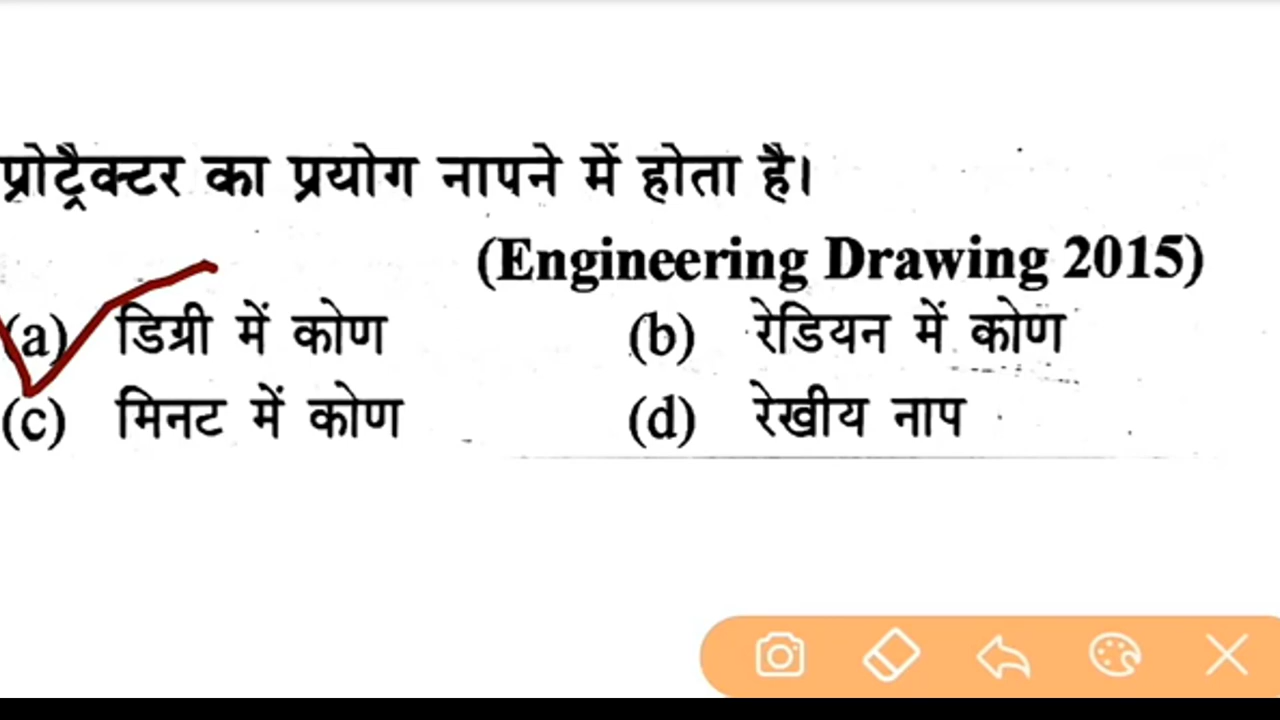 प्रोट्रैक्टर का प्रयोग नापने में होता है।
(Engineering Drawing 2015)
(a) डिग्री में कोण (b) रेडियन में कोण
(c) मिनट में कोण (d) रेखीय नाप